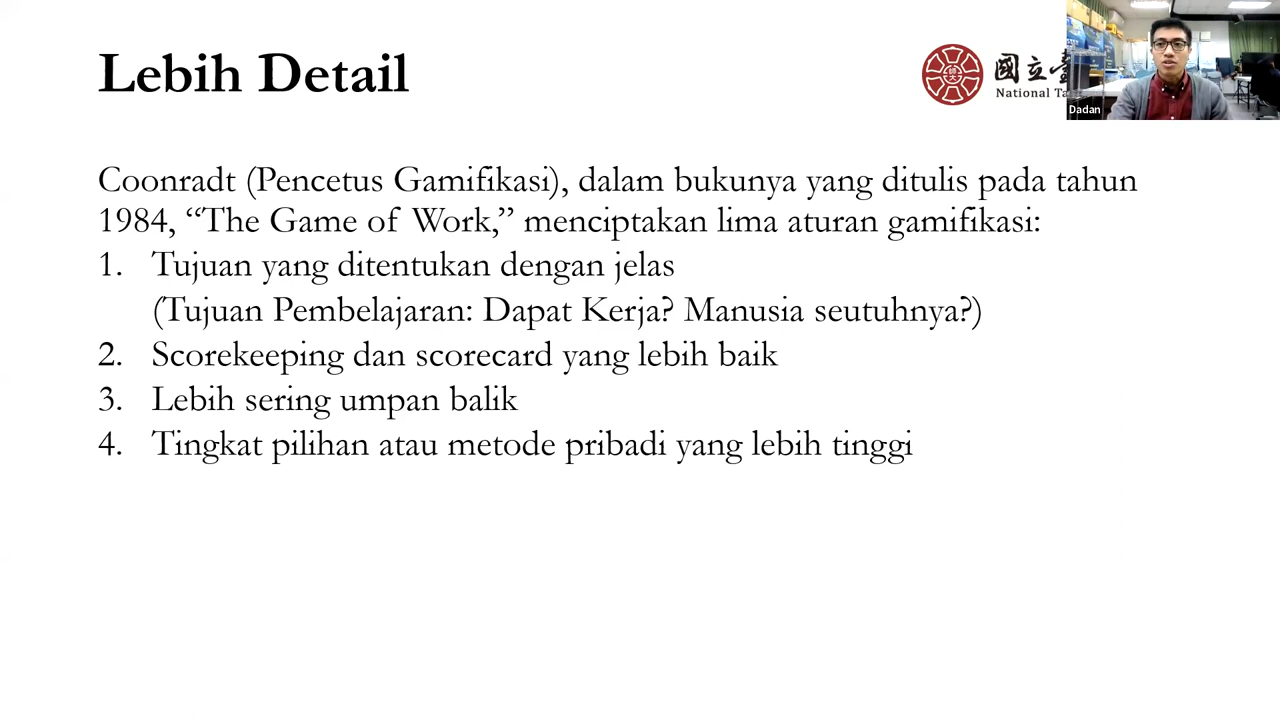 Lebih Detail
國立臺
National Ta
Dadan
Coonradt (Pencetus Gamifikasi), dalam bukunya yang ditulis pada tahun
1984, “The Game of Work,” menciptakan lima aturan gamifikasi:
1. Tujuan yang ditentukan dengan jelas
(Tujuan Pembelajaran: Dapat Kerja? Manusia seutuhnya?)
2. Scorekeeping dan scorecard yang lebih baik
3. Lebih sering umpan balik
4. Tingkat pilihan atau metode pribadi yang lebih tinggi